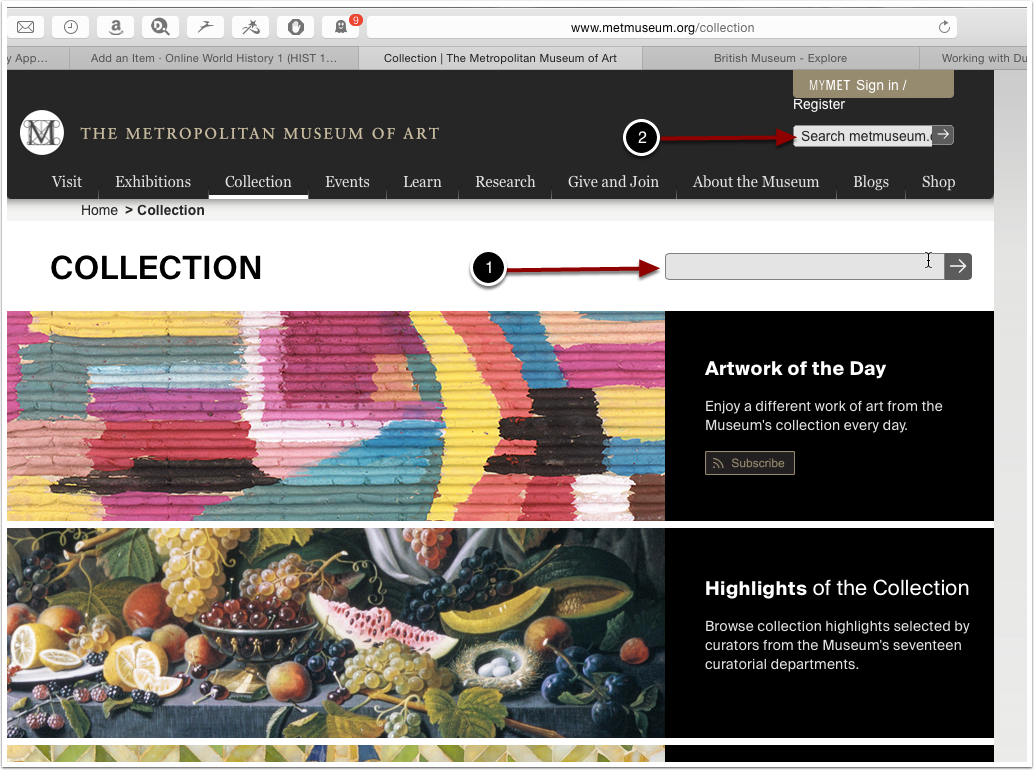 9
www.metmuseum.org/collection
y App…
Add an Item · Online World History 1 (HIST 1…
Collection | The Metropolitan Museum of Art
British Museum - Explore
Working with Du
MYMET Sign in /
Register
M
THE METROPOLITAN MUSEUM OF ART
2
Search metmuseum.o
Visit Exhibitions Collection Events Learn Research Give and Join About the Museum Blogs Shop
Home > Collection
COLLECTION
1
Artwork of the Day
Enjoy a different work of art from the
Museum's collection every day.
Subscribe
Highlights of the Collection
Browse collection highlights selected by
curators from the Museum's seventeen
curatorial departments.